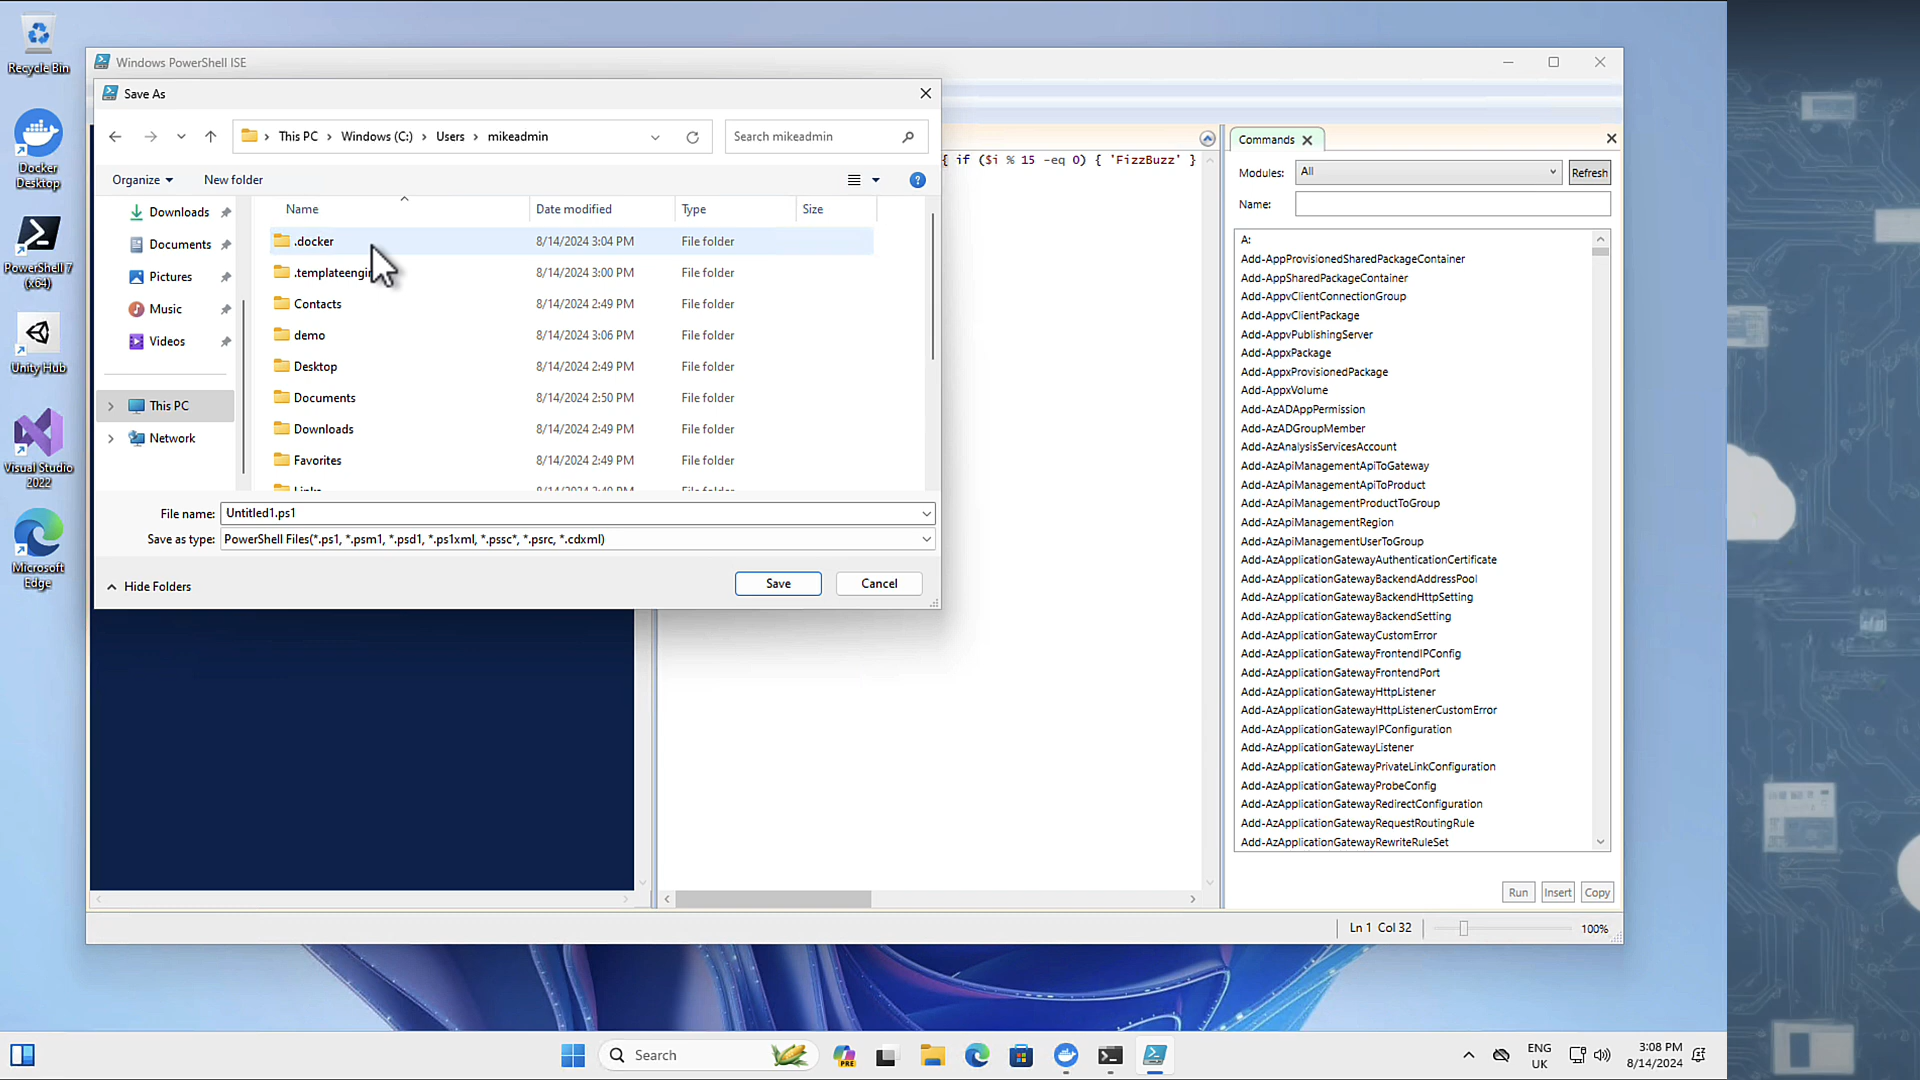 Recycle Bin
Docker
Desktop
PowerShell 7
(x64)
Unity Hub
Visual Studio
2022
Microsoft
Edge
Windows PowerShell ISE
Save As
This PC
Windows (C:)
Users
mikeadmin
Search mikeadmin
Organize
New folder
Name
Date modified
Type
Size
Downloads
Documents
Pictures
Music
Videos
This PC
Network
.docker 8/14/2024 3:04 PM File folder
8/14/2024 3:00 PM File folder
Contacts 8/14/2024 2:49 PM File folder
demo 8/14/2024 3:06 PM File folder
Desktop 8/14/2024 2:49 PM File folder
Documents 8/14/2024 2:50 PM File folder
Downloads 8/14/2024 2:49 PM File folder
Favorites 8/14/2024 2:49 PM File folder
File name: Untitled1.ps1
Save as type: PowerShell Files(*.ps1, *.psm1, *.psd1, *.ps1xml, *.pssc*, *.psrc, *.cdxml)
Hide Folders
Save
Cancel
{ if ($i % 15 -eq 0) { 'FizzBuzz' }
Commands
Modules: All
Refresh
Name:
A:
Add-AppProvisionedSharedPackageContainer
Add-AppSharedPackageContainer
Add-AppvClientConnectionGroup
Add-AppvClientPackage
Add-AppvPublishingServer
Add-AppxPackage
Add-AppxProvisionedPackage
Add-AppxVolume
Add-AzADAppPermission
Add-AzADGroupMember
Add-AzAnalysisServicesAccount
Add-AzApiManagementApiToGateway
Add-AzApiManagementApiToProduct
Add-AzApiManagementProductToGroup
Add-AzApiManagementRegion
Add-AzApiManagementUserToGroup
Add-AzApplicationGatewayAuthenticationCertificate
Add-AzApplicationGatewayBackendAddressPool
Add-AzApplicationGatewayBackendHttpSetting
Add-AzApplicationGatewayBackendSetting
Add-AzApplicationGatewayCustomError
Add-AzApplicationGatewayFrontendIPConfig
Add-AzApplicationGatewayFrontendPort
Add-AzApplicationGatewayHttpListener
Add-AzApplicationGatewayHttpListenerCustomError
Add-AzApplicationGatewayIPConfiguration
Add-AzApplicationGatewayListener
Add-AzApplicationGatewayPrivateLinkConfiguration
Add-AzApplicationGatewayProbeConfig
Add-AzApplicationGatewayRedirectConfiguration
Add-AzApplicationGatewayRequestRoutingRule
Add-AzApplicationGatewayRewriteRuleSet
Run
Insert
Copy
Ln 1 Col 32
100%
Search
PRE
ENG
UK
3:08 PM
8/14/2024